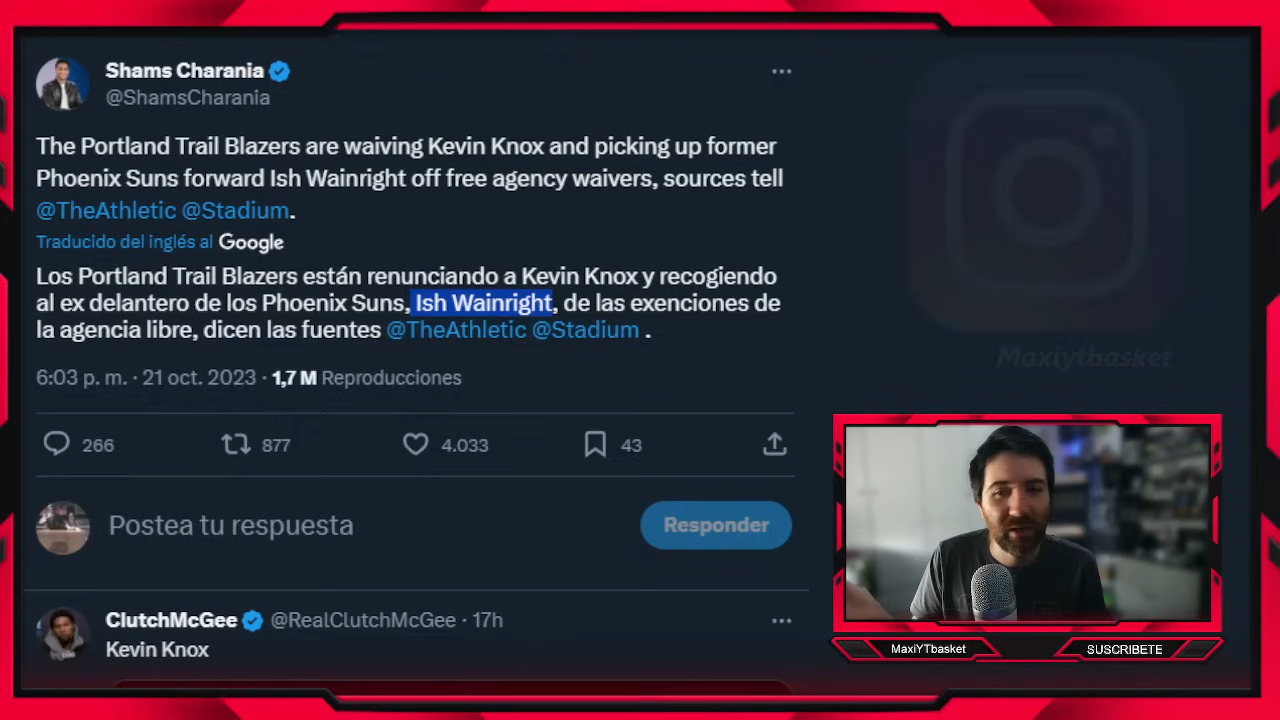 Shams Charania
@ShamsCharania
The Portland Trail Blazers are waiving Kevin Knox and picking up former
Phoenix Suns forward Ish Wainright off free agency waivers, sources tell
@TheAthletic @Stadium.
Traducido del inglés al Google
Los Portland Trail Blazers están renunciando a Kevin Knox y recogiendo
al ex delantero de los Phoenix Suns, Ish Wainright, de las exenciones de
la agencia libre, dicen las fuentes @TheAthletic @Stadium .
6:03 p. m. · 21 oct. 2023 · 1,7 M Reproducciones
266 877 4.033 43
Postea tu respuesta Responder
ClutchMcGee @RealClutchMcGee · 17h
Kevin Knox
Maxiytbasket
MaxiYTbasket SUSCRIBETE